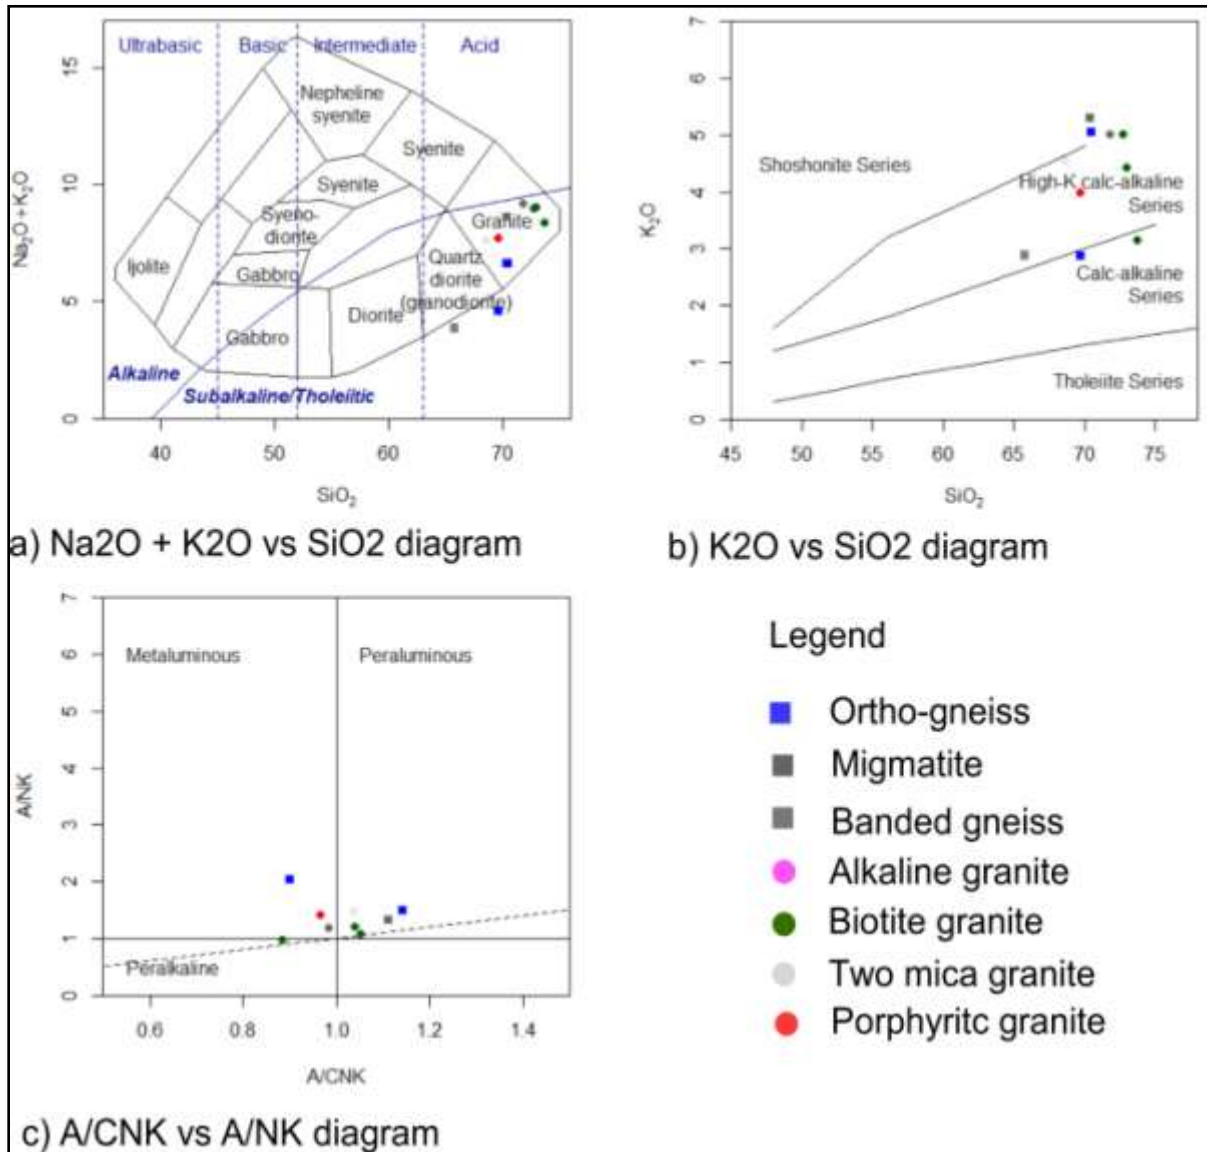 Ultrabasic Basic Intermediate Acid
Nepheline
syenite
Syenite
Syenite
Syeno-
diorite
Granite
Ijolite
Gabbro
Quartz
diorite
(granodiorite)
Diorite
Gabbro
Alkaline
Subalkaline/Tholeiitic
Na2O + K2O
0 5 10 15
40 50 60 70
SiO2
a) Na2O + K2O vs SiO2 diagram
Shoshonite Series
High-K calc-alkaline
Series
Calc-alkaline
Series
Tholeiite Series
K2O
0 1 2 3 4 5 6 7
45 50 55 60 65 70 75
SiO2
b) K2O vs SiO2 diagram
Metaluminous Peraluminous
Peralkaline
A/NK
0 1 2 3 4 5 6 7
0.6 0.8 1.0 1.2 1.4
A/CNK
c) A/CNK vs A/NK diagram
Legend
Ortho-gneiss
Migmatite
Banded gneiss
Alkaline granite
Biotite granite
Two mica granite
Porphyritc granite